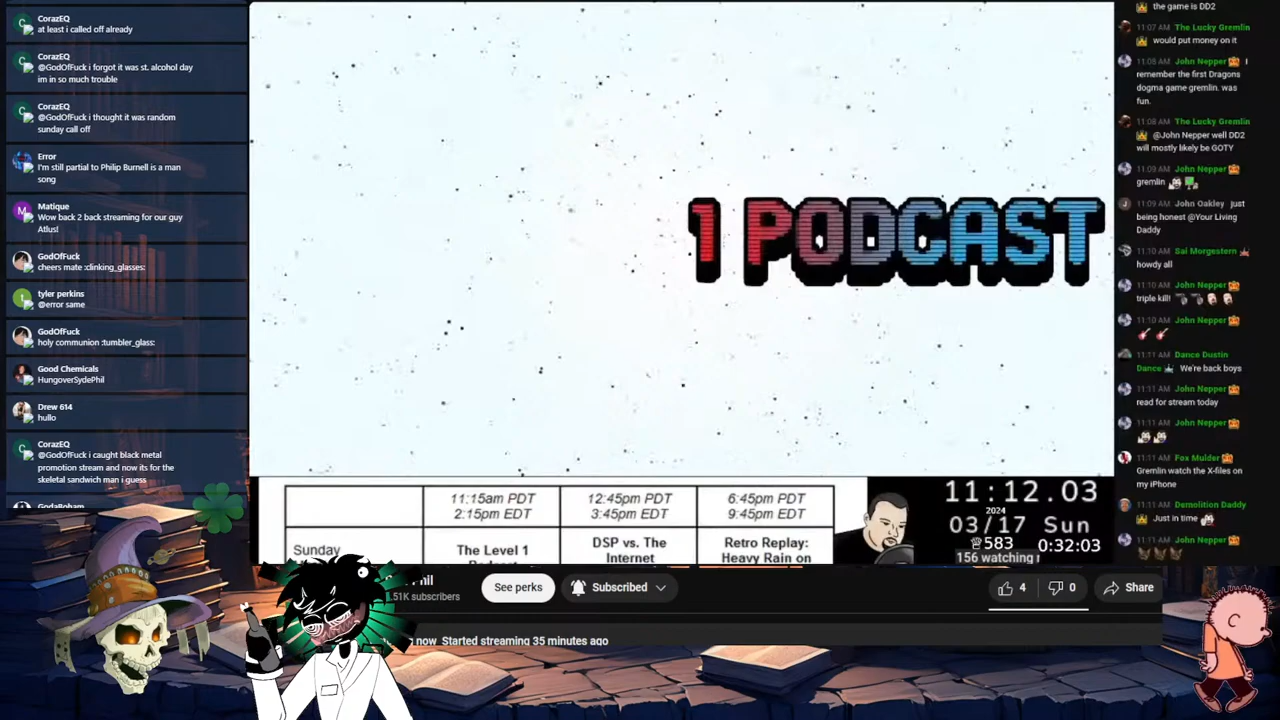 CorazEQ
at least i called off already
CorazEQ
@GodOfFuck i forgot it was st. alcohol day
im in so much trouble
CorazEQ
@GodOfFuck i thought it was random
sunday call off
Error
I'm still partial to Philip Burnell is a man
song
Matique
Wow back 2 back streaming for our guy
Atlus!
GodOfFuck
cheers mate :clinking_glasses:
tyler perkins
@error same
GodOfFuck
holy communion :tumbler_glass:
Good Chemicals
HungoverSydePhil
Drew 614
hullo
CorazEQ
@GodOfFuck i caught black metal
promotion stream and now its for the
skeletal sandwich man i guess
1 PODCAST
11:15am PDT
2:15pm EDT
12:45pm PDT
3:45pm EDT
6:45pm PDT
9:45pm EDT
Sunday
The Level 1
DSP vs. The
Internet
Retro Replay:
Heavy Rain on
11:12.03
2024
03/17 Sun
583
0:32:03
156 watching
Phil
.51K subscribers
See perks
Subscribed
4
0
Share
now Started streaming 35 minutes ago
the game is DD2
11:07 AM The Lucky Gremlin
would put money on it
11:08 AM John Nepper I
remember the first Dragons
dogma game gremlin. was
fun.
11:08 AM The Lucky Gremlin
@John Nepper well DD2
will mostly likely be GOTY
11:09 AM John Nepper
gremlin
11:09 AM John Oakley just
being honest @Your Living
Daddy
11:10 AM Sai Morgestern
howdy all
11:10 AM John Nepper
triple kill!
11:10 AM John Nepper
11:11 AM Dance Dustin
Dance We're back boys
11:11 AM John Nepper
read for stream today
11:11 AM John Nepper
11:11 AM Fox Mulder
Gremlin watch the X-files on
my iPhone
11:11 AM Demolition Daddy
Just in time
11:11 AM John Nepper